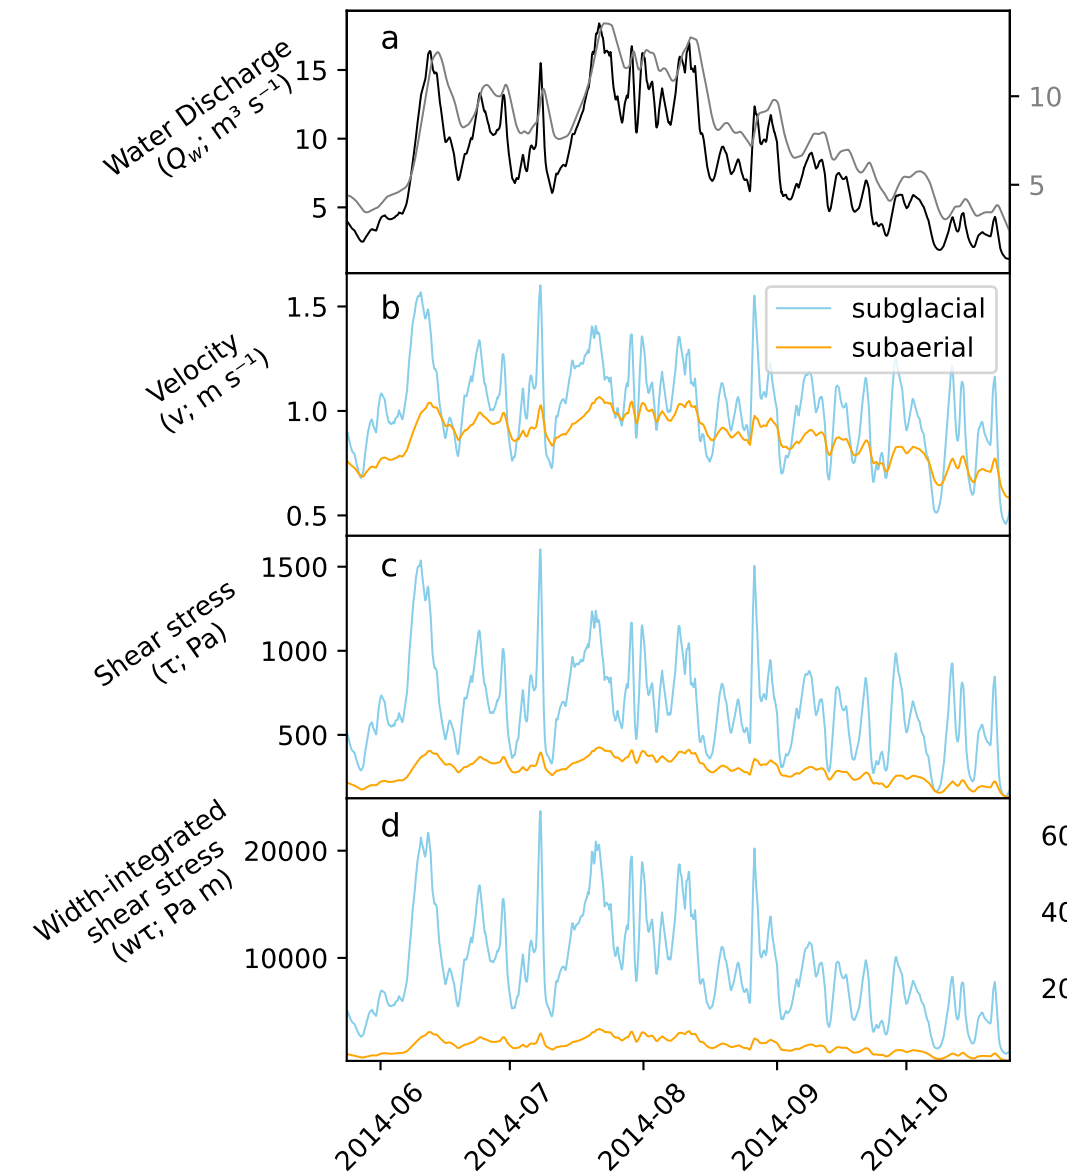 a
Water Discharge
(Qw; m³ s⁻¹)
15
10
5
10
5
b
Velocity
(v; m s⁻¹)
1.5
1.0
0.5
subglacial
subaerial
c
Shear stress
(τ; Pa)
1500
1000
500
d
Width-integrated
shear stress
(wτ; Pa m)
20000
10000
2014-06
2014-07
2014-08
2014-09
2014-10